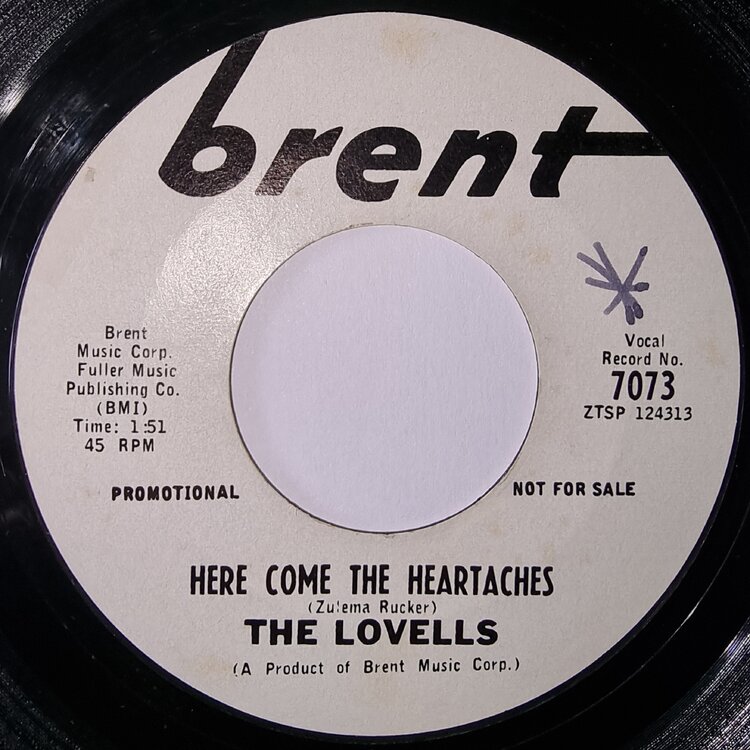 brent
Brent
Music Corp.
Fuller Music
Publishing Co.
(BMI)
Time: 1:51
45 RPM
Vocal
Record No.
7073
ZTSP 124313
PROMOTIONAL
NOT FOR SALE
HERE COME THE HEARTACHES
(Zulema Rucker)
THE LOVELLS
(A Product of Brent Music Corp.)